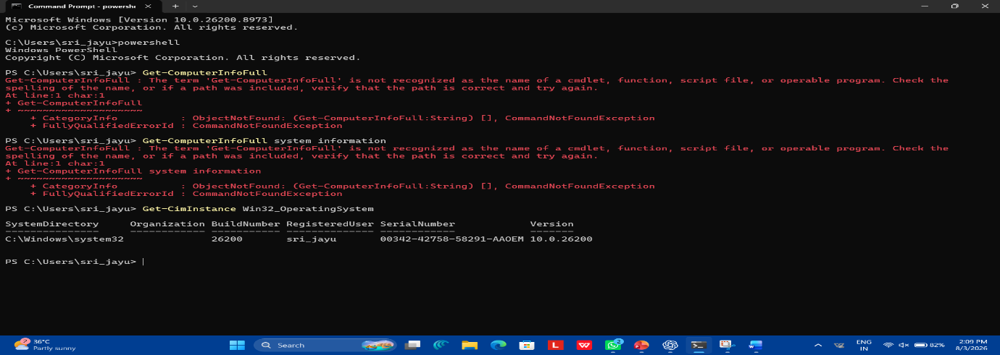 Command Prompt - powershe
Microsoft Windows [Version 10.0.26200.8973]
(c) Microsoft Corporation. All rights reserved.
C:\Users\sri_jayu>powershell
Windows PowerShell
Copyright (C) Microsoft Corporation. All rights reserved.
PS C:\Users\sri_jayu> Get-ComputerInfoFull
Get-ComputerInfoFull : The term 'Get-ComputerInfoFull' is not recognized as the name of a cmdlet, function, script file, or operable program. Check the
spelling of the name, or if a path was included, verify that the path is correct and try again.
At line:1 char:1
+ Get-ComputerInfoFull
+ ~~~~~~~~~~~~~~~~~~~~
    + CategoryInfo          : ObjectNotFound: (Get-ComputerInfoFull:String) [], CommandNotFoundException
    + FullyQualifiedErrorId : CommandNotFoundException
PS C:\Users\sri_jayu> Get-ComputerInfoFull system information
Get-ComputerInfoFull : The term 'Get-ComputerInfoFull' is not recognized as the name of a cmdlet, function, script file, or operable program. Check the
spelling of the name, or if a path was included, verify that the path is correct and try again.
At line:1 char:1
+ Get-ComputerInfoFull system information
+ ~~~~~~~~~~~~~~~~~~~~
    + CategoryInfo          : ObjectNotFound: (Get-ComputerInfoFull:String) [], CommandNotFoundException
    + FullyQualifiedErrorId : CommandNotFoundException
PS C:\Users\sri_jayu> Get-CimInstance Win32_OperatingSystem
SystemDirectory     Organization BuildNumber RegisteredUser SerialNumber            Version
---------------     ------------ ----------- -------------- ------------            -------
C:\Windows\system32              26200       sri_jayu       00342-42758-58291-AAOEM 10.0.26200
PS C:\Users\sri_jayu>
2
36°C
Partly sunny
Search
2
ENG
IN
82%
2:09 PM
8/3/2026